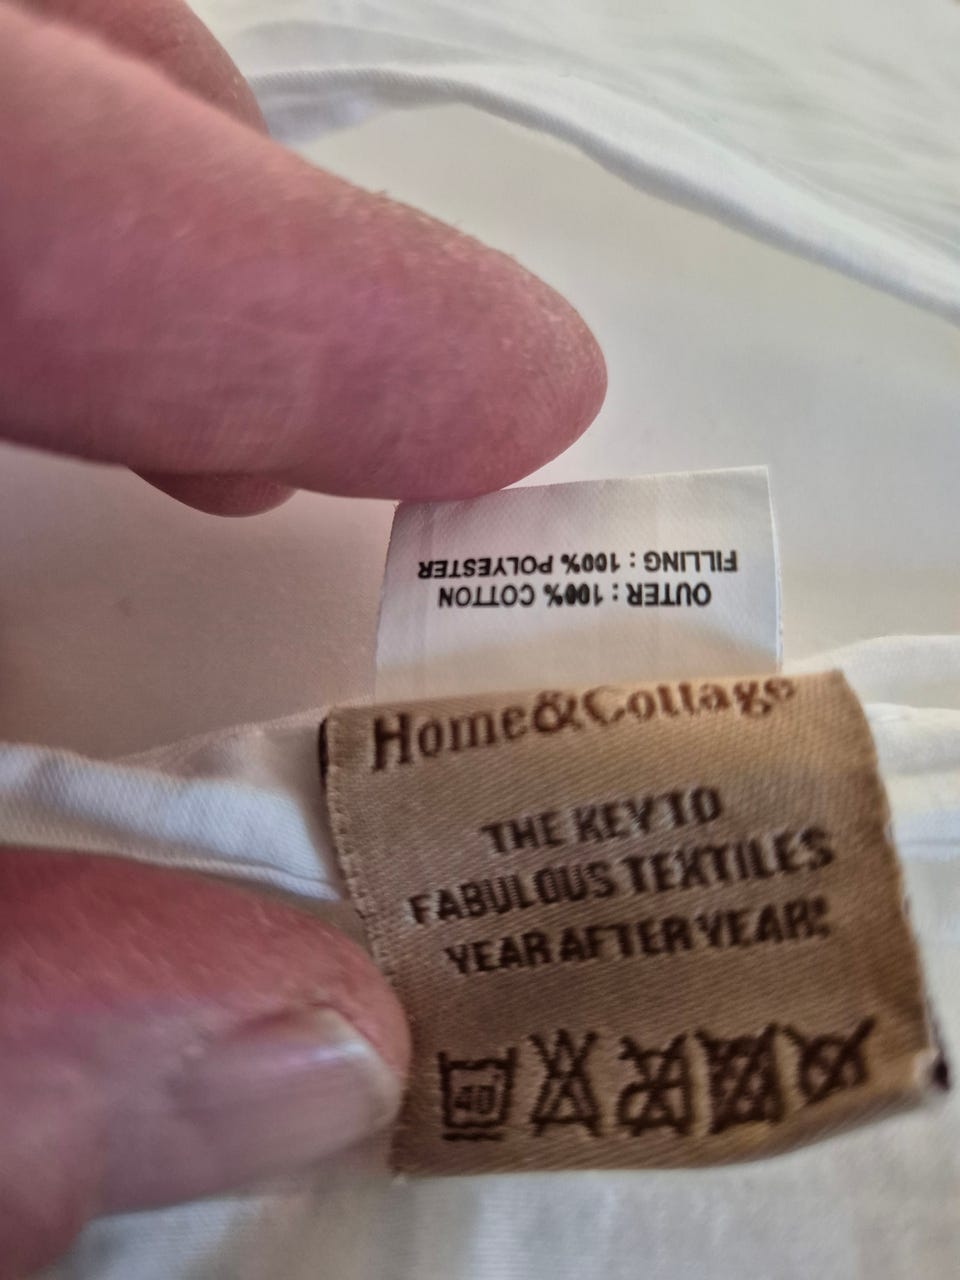 OUTER : 100% COTTON
FILLING : 100% POLYESTER
Home&Cottage
THE KEY TO
FABULOUS TEXTILES
YEAR AFTER YEAR!
40°